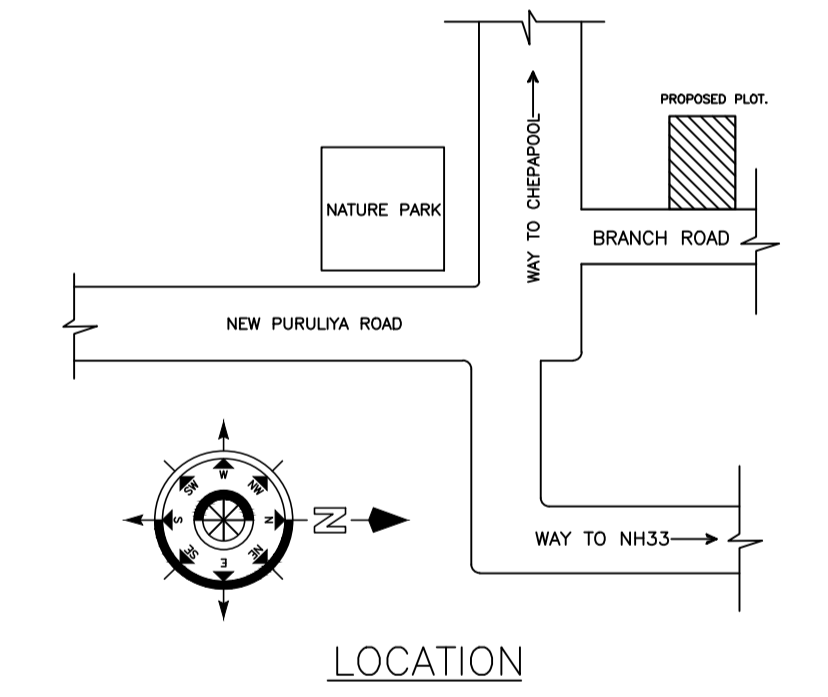 PROPOSED PLOT.
WAY TO CHEPAPOOL
NATURE PARK
BRANCH ROAD
NEW PURULIYA ROAD
W
SW
NW
S
N
N
SE
NE
E
WAY TO NH33
LOCATION